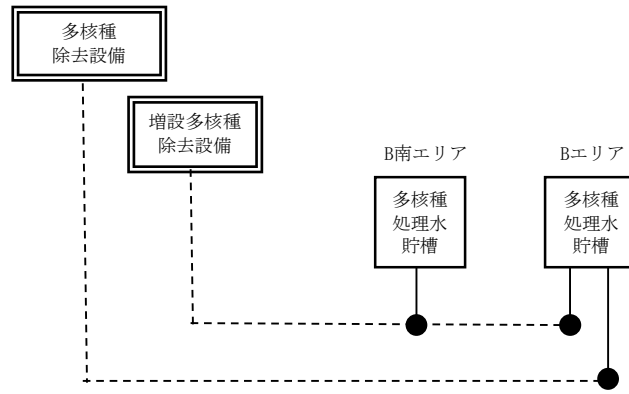 多核種
除去設備
増設多核種
除去設備
B南エリア
Bエリア
多核種
処理水
貯槽
多核種
処理水
貯槽